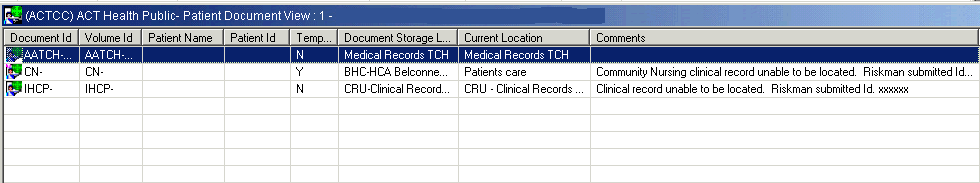 (ACTCC) ACT Health Public- Patient Document View : 1 -
Document Id Volume Id Patient Name Patient Id Temp... Document Storage L... Current Location Comments
AATCH-... AATCH-... N Medical Records TCH Medical Records TCH
CN- CN- Y BHC-HCA Belconne... Patients care Community Nursing clinical record unable to be located. Riskman submitted Id...
IHCP- IHCP- N CRU-Clinical Record... CRU - Clinical Records ... Clinical record unable to be located. Riskman submitted Id. xxxxxx